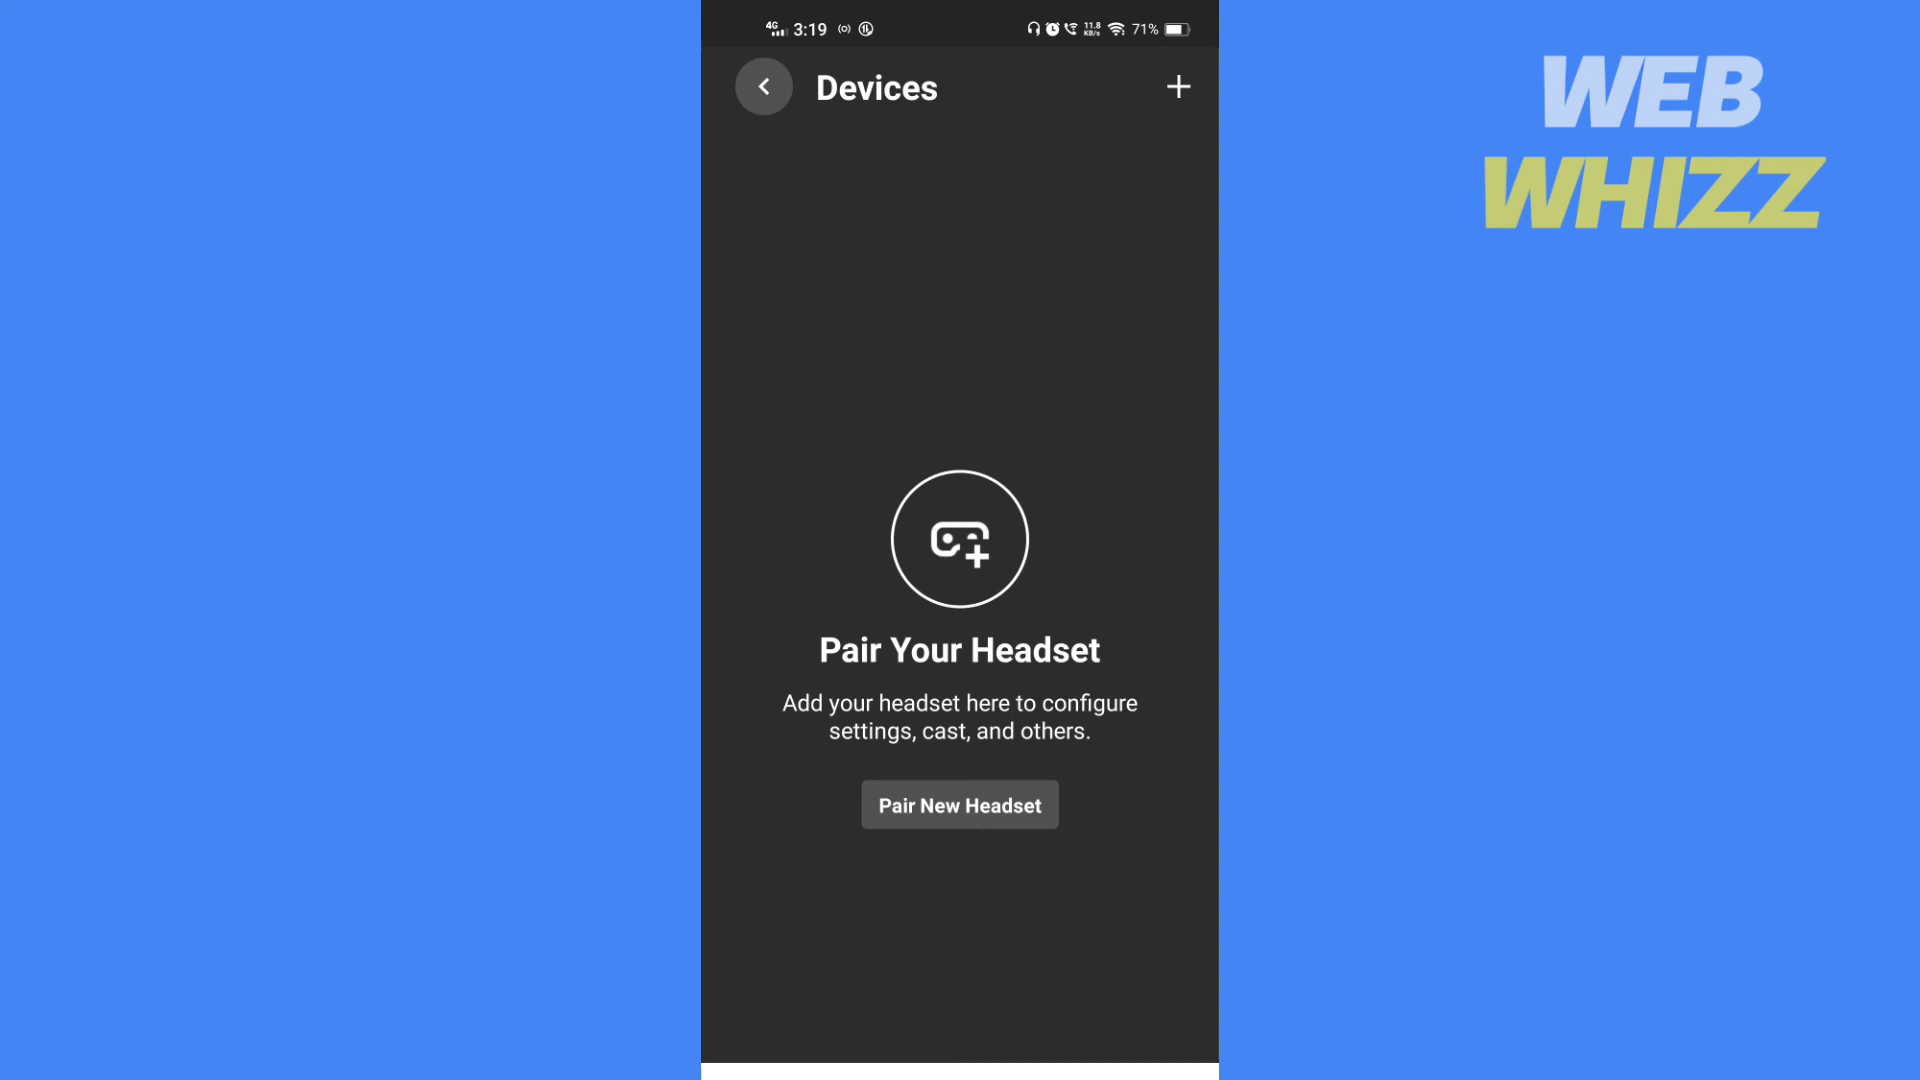 4G 3:19 11.8 KB/s 71%
Devices
WEB
WHIZZ
Pair Your Headset
Add your headset here to configure
settings, cast, and others.
Pair New Headset